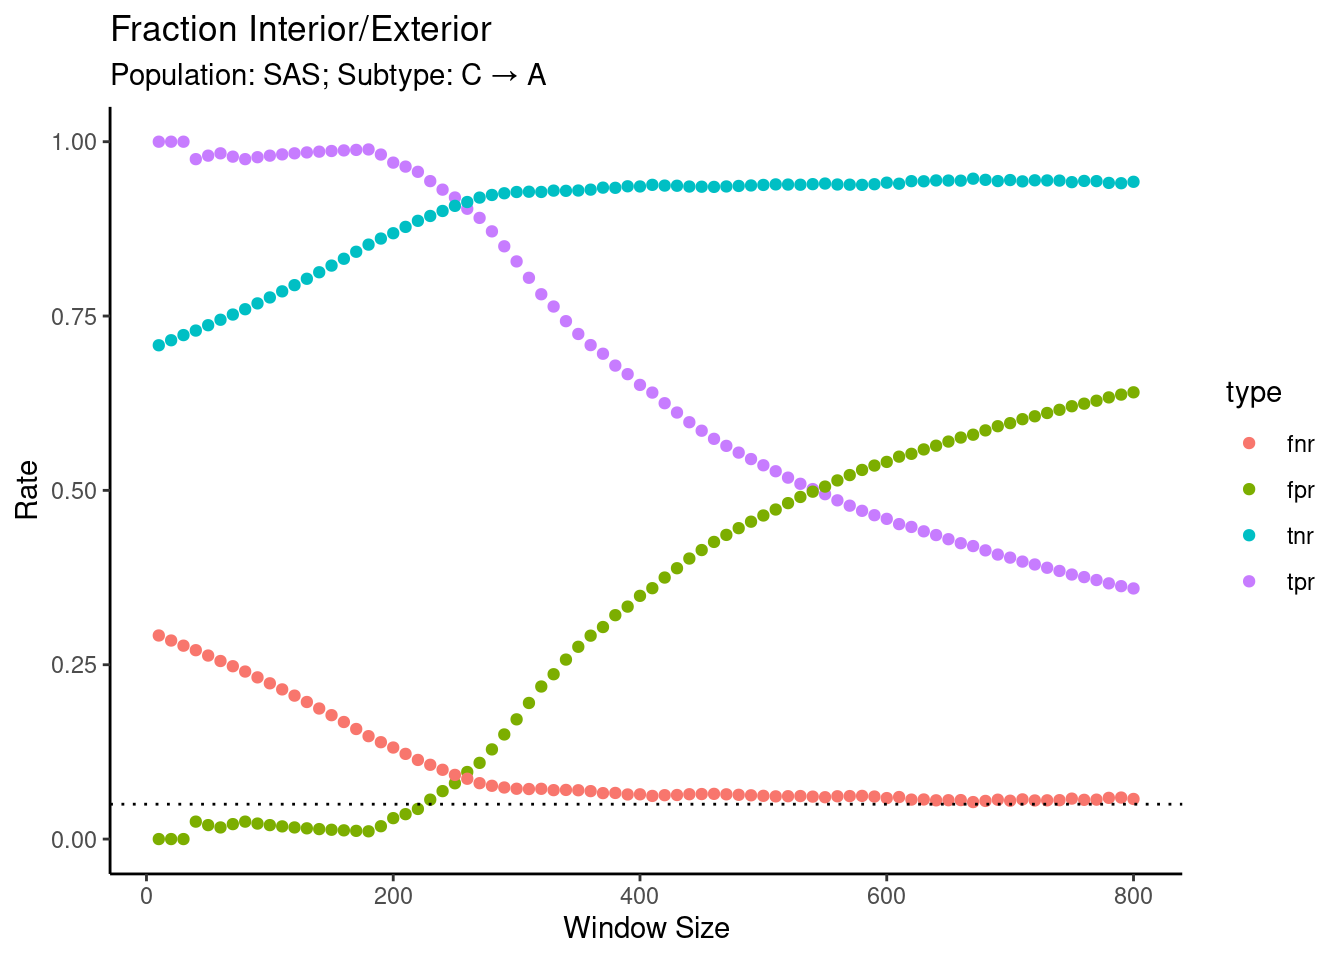 Fraction Interior/Exterior
Population: SAS; Subtype: C → A
1.00
0.75
0.50
0.25
0.00
Rate
0 200 400 600 800
Window Size
type
fnr
fpr
tnr
tpr